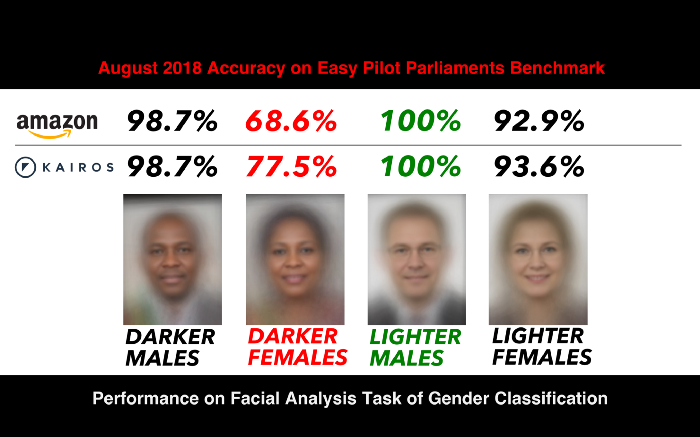 August 2018 Accuracy on Easy Pilot Parliaments Benchmark
amazon 98.7% 68.6% 100% 92.9%
KAIROS 98.7% 77.5% 100% 93.6%
DARKER MALES
DARKER FEMALES
LIGHTER MALES
LIGHTER FEMALES
Performance on Facial Analysis Task of Gender Classification